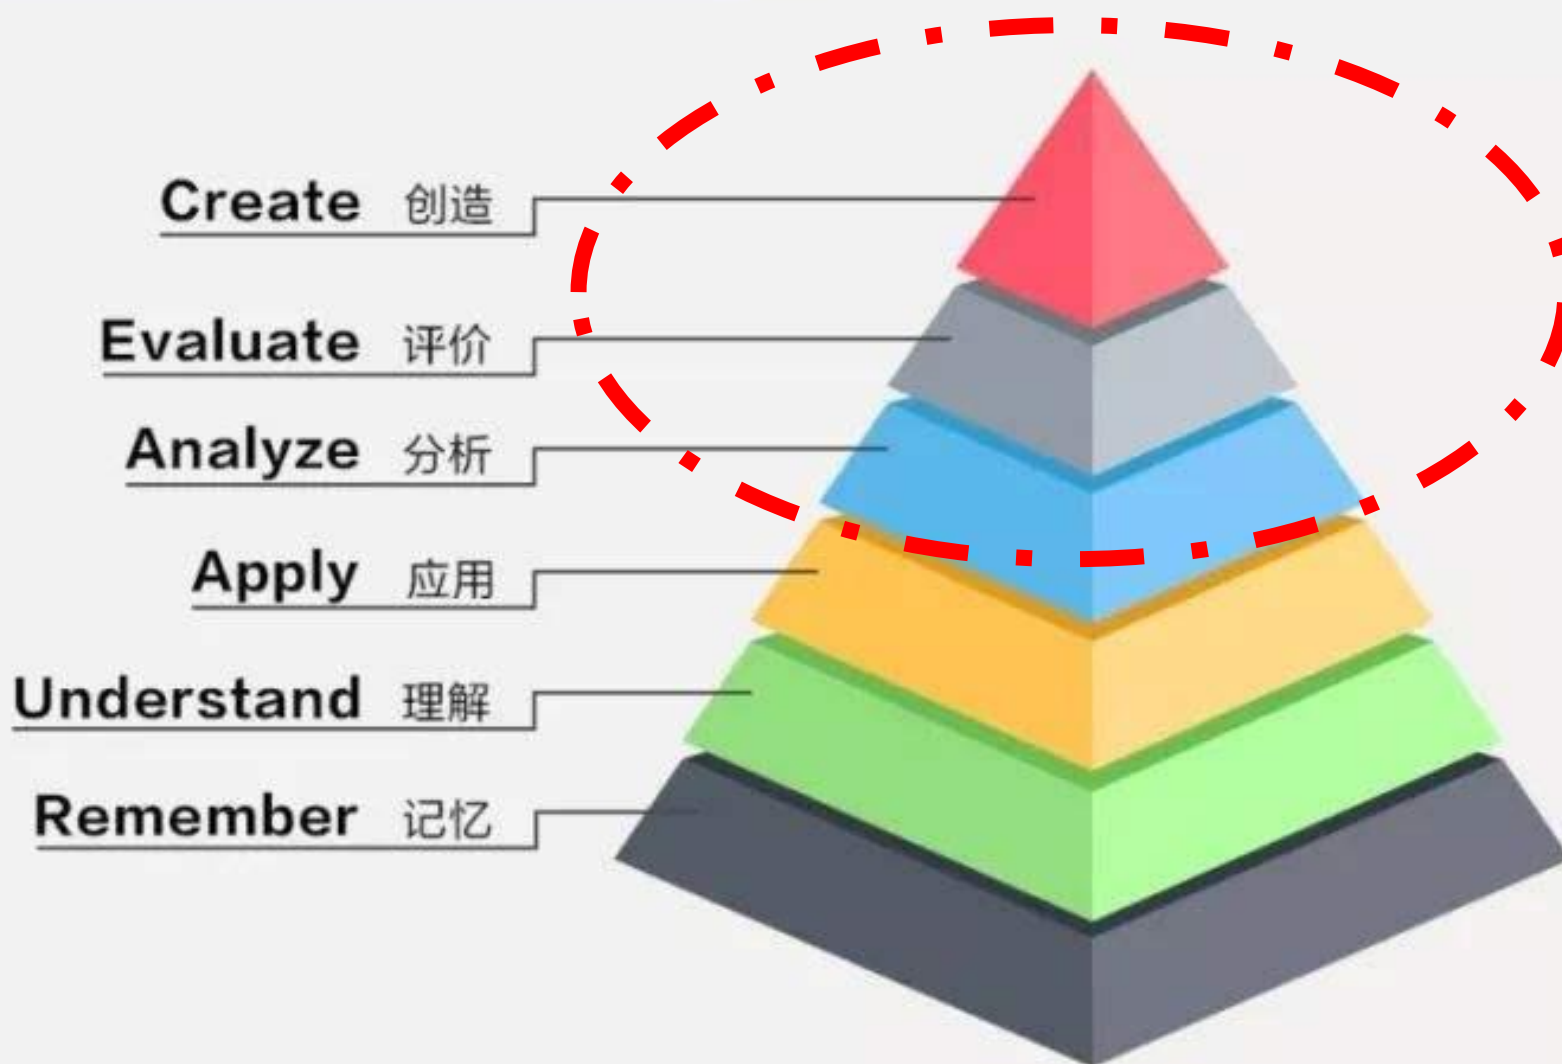 Create 创造
Evaluate 评价
Analyze 分析
Apply 应用
Understand 理解
Remember 记忆